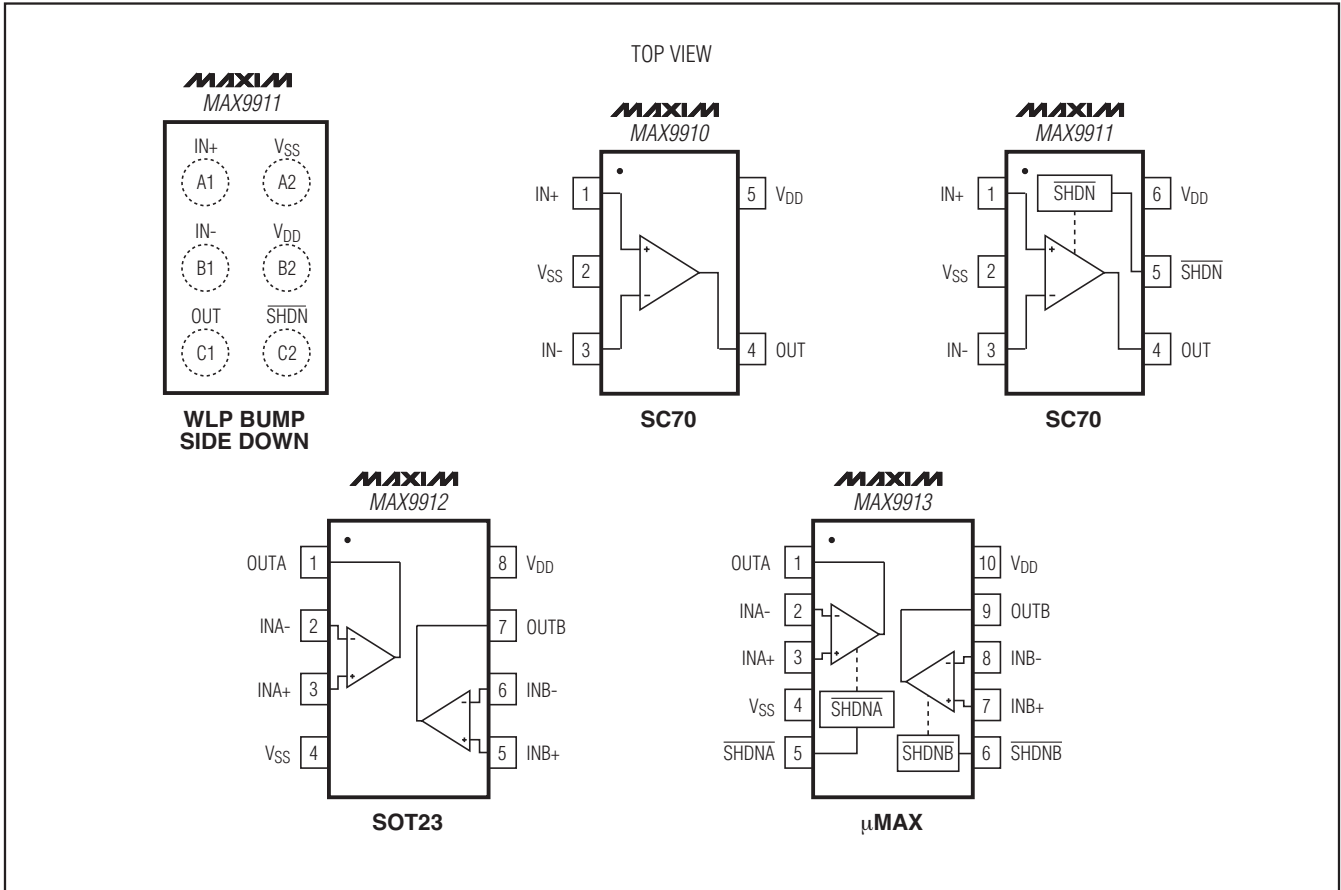 TOP VIEW
MAXIM
MAX9911
IN+ VSS
A1 A2
IN- VDD
B1 B2
OUT SHDN
C1 C2
WLP BUMP
SIDE DOWN
MAXIM
MAX9910
IN+ 1 5 VDD
+
VSS 2
-
IN- 3 4 OUT
SC70
MAXIM
MAX9911
IN+ 1 SHDN 6 VDD
+
VSS 2 5 SHDN
-
IN- 3 4 OUT
SC70
MAXIM
MAX9912
OUTA 1 8 VDD
INA- 2 - 7 OUTB
INA+ 3 + - 6 INB-
VSS 4 + 5 INB+
SOT23
MAXIM
MAX9913
OUTA 1 10 VDD
INA- 2 - 9 OUTB
INA+ 3 + - 8 INB-
VSS 4 SHDNA + 7 INB+
SHDNA 5 SHDNB 6 SHDNB
μMAX